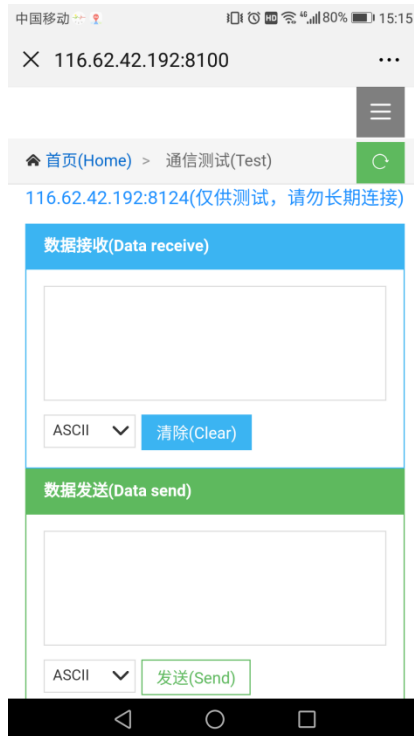 中国移动 HD 46 80% 15:15
116.62.42.192:8100
首页(Home) > 通信测试(Test)
116.62.42.192:8124(仅供测试，请勿长期连接)
数据接收(Data receive)
ASCII 清除(Clear)
数据发送(Data send)
ASCII 发送(Send)